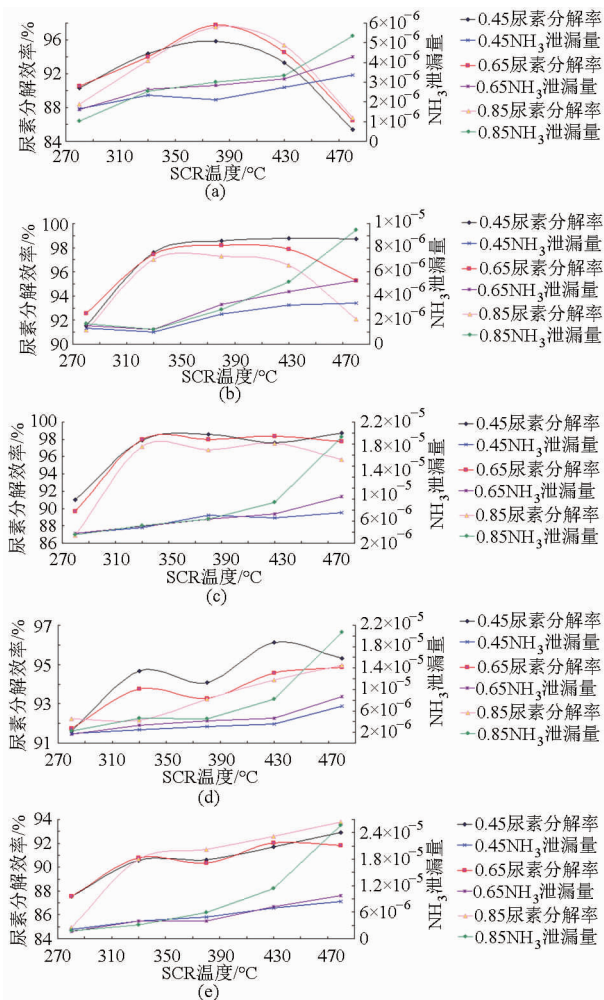 尿素分解效率/%
96
92
88
84
280 330 350 390 430 470
SCR温度/°C
(a)
6×10⁻⁶
5×10⁻⁶
4×10⁻⁶
3×10⁻⁶
2×10⁻⁶
1×10⁻⁶
0
NH₃泄漏量
0.45尿素分解率
0.45NH₃泄漏量
0.65尿素分解率
0.65NH₃泄漏量
0.85尿素分解率
0.85NH₃泄漏量
尿素分解效率/%
100
98
96
94
92
90
280 330 350 390 430 470
SCR温度/°C
(b)
1×10⁻⁵
8×10⁻⁶
6×10⁻⁶
4×10⁻⁶
2×10⁻⁶
0
NH₃泄漏量
0.45尿素分解率
0.45NH₃泄漏量
0.65尿素分解率
0.65NH₃泄漏量
0.85尿素分解率
0.85NH₃泄漏量
尿素分解效率/%
100
98
96
94
92
90
88
86
280 330 350 390 430 470
SCR温度/°C
(c)
2.2×10⁻⁵
1.8×10⁻⁵
1.4×10⁻⁵
1×10⁻⁵
6×10⁻⁶
2×10⁻⁶
NH₃泄漏量
0.45尿素分解率
0.45NH₃泄漏量
0.65尿素分解率
0.65NH₃泄漏量
0.85尿素分解率
0.85NH₃泄漏量
尿素分解效率/%
97
95
93
91
280 330 350 390 430 470
SCR温度/°C
(d)
2.2×10⁻⁵
1.8×10⁻⁵
1.4×10⁻⁵
1×10⁻⁵
6×10⁻⁶
2×10⁻⁶
NH₃泄漏量
0.45尿素分解率
0.45NH₃泄漏量
0.65尿素分解率
0.65NH₃泄漏量
0.85尿素分解率
0.85NH₃泄漏量
尿素分解效率/%
94
92
90
88
86
84
280 330 350 390 430 470
SCR温度/°C
(e)
2.4×10⁻⁵
1.8×10⁻⁵
1.2×10⁻⁵
6×10⁻⁶
0
NH₃泄漏量
0.45尿素分解率
0.45NH₃泄漏量
0.65尿素分解率
0.65NH₃泄漏量
0.85尿素分解率
0.85NH₃泄漏量